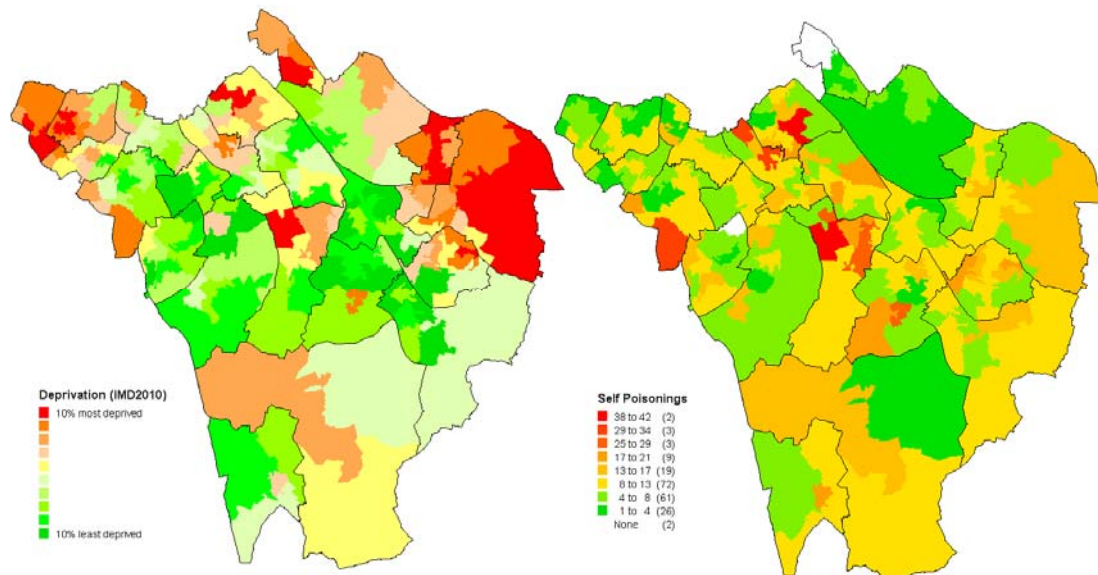 Deprivation (IMD2010)
10% most deprived
10% least deprived
Self Poisonings
38 to 42 (2)
29 to 34 (3)
25 to 29 (3)
17 to 21 (9)
13 to 17 (19)
8 to 13 (72)
4 to 8 (61)
1 to 4 (26)
None (2)